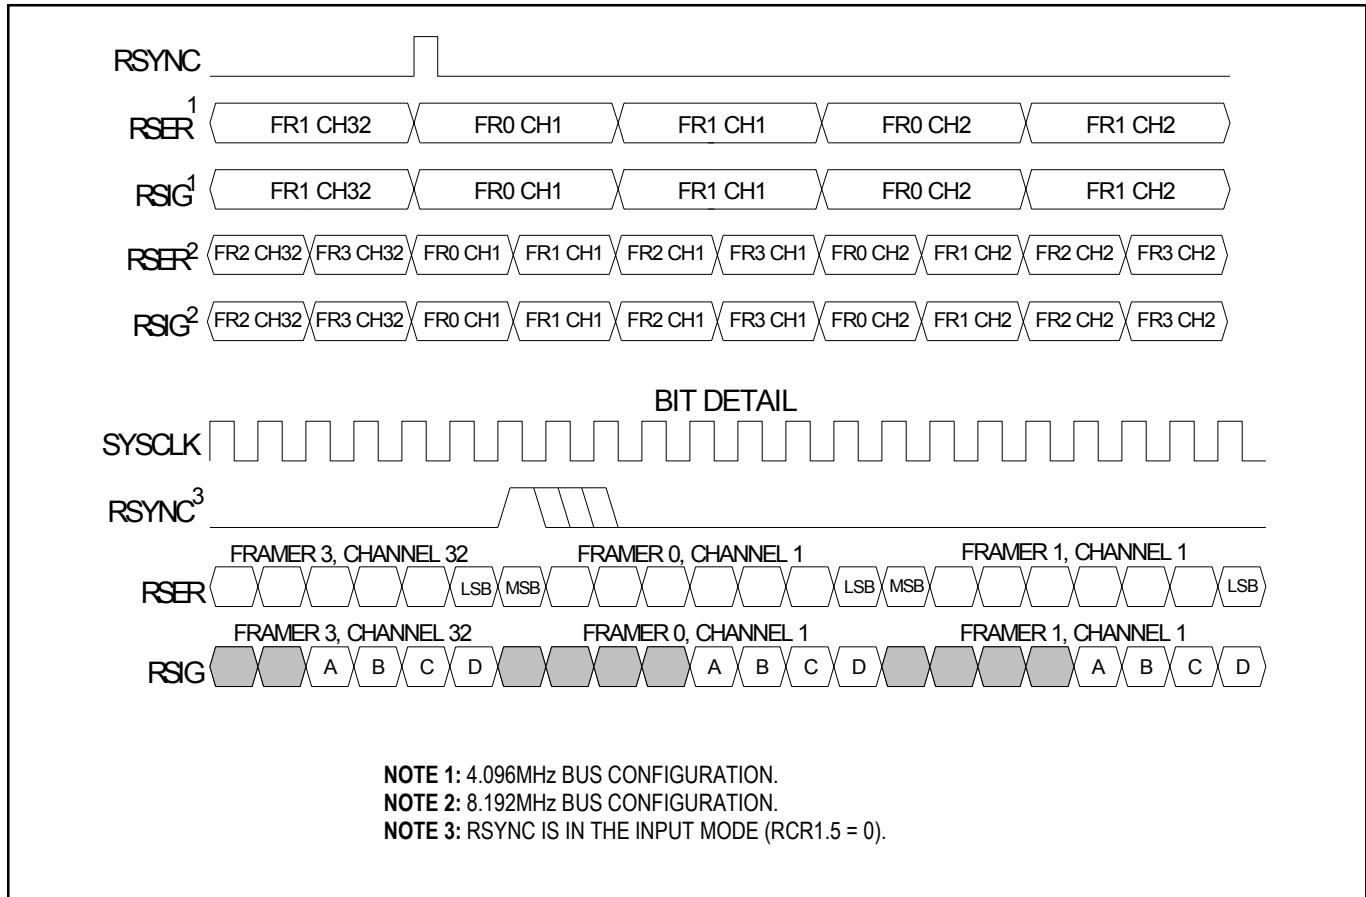 RSYNC
RSER1 FR1 CH32 FR0 CH1 FR1 CH1 FR0 CH2 FR1 CH2
RSIG1 FR1 CH32 FR0 CH1 FR1 CH1 FR0 CH2 FR1 CH2
RSER2 FR2 CH32 FR3 CH32 FR0 CH1 FR1 CH1 FR2 CH1 FR3 CH1 FR0 CH2 FR1 CH2 FR2 CH2 FR3 CH2
RSIG2 FR2 CH32 FR3 CH32 FR0 CH1 FR1 CH1 FR2 CH1 FR3 CH1 FR0 CH2 FR1 CH2 FR2 CH2 FR3 CH2
BIT DETAIL
SYSCLK
RSYNC3
FRAMER 3, CHANNEL 32 FRAMER 0, CHANNEL 1 FRAMER 1, CHANNEL 1
RSER LSB MSB LSB MSB LSB
FRAMER 3, CHANNEL 32 FRAMER 0, CHANNEL 1 FRAMER 1, CHANNEL 1
RSIG A B C D A B C D A B C D
NOTE 1: 4.096MHz BUS CONFIGURATION.
NOTE 2: 8.192MHz BUS CONFIGURATION.
NOTE 3: RSYNC IS IN THE INPUT MODE (RCR1.5 = 0).